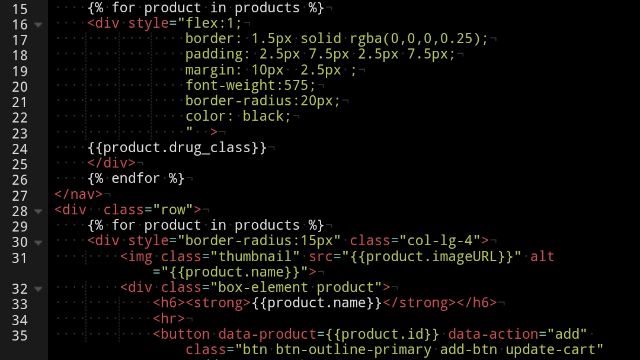 15 {% for product in products %}
16 <div style="flex:1;
17 border: 1.5px solid rgba(0,0,0,0.25);
18 padding: 2.5px 7.5px 2.5px 7.5px;
19 margin: 10px  2.5px ;
20 font-weight:575;
21 border-radius:20px;
22 color: black;
23 "  >
24 {{product.drug_class}}
25 </div>
26 {% endfor %}
27 </nav>
28 <div  class="row">
29 {% for product in products %}
30 <div style="border-radius:15px" class="col-lg-4">
31 <img class="thumbnail" src="{{product.imageURL}}" alt
="{{product.name}}">
32 <div class="box-element product">
33 <h6><strong>{{product.name}}</strong></h6>
34 <hr>
35 <button data-product={{product.id}} data-action="add"
class="btn btn-outline-primary add-btn update-cart"